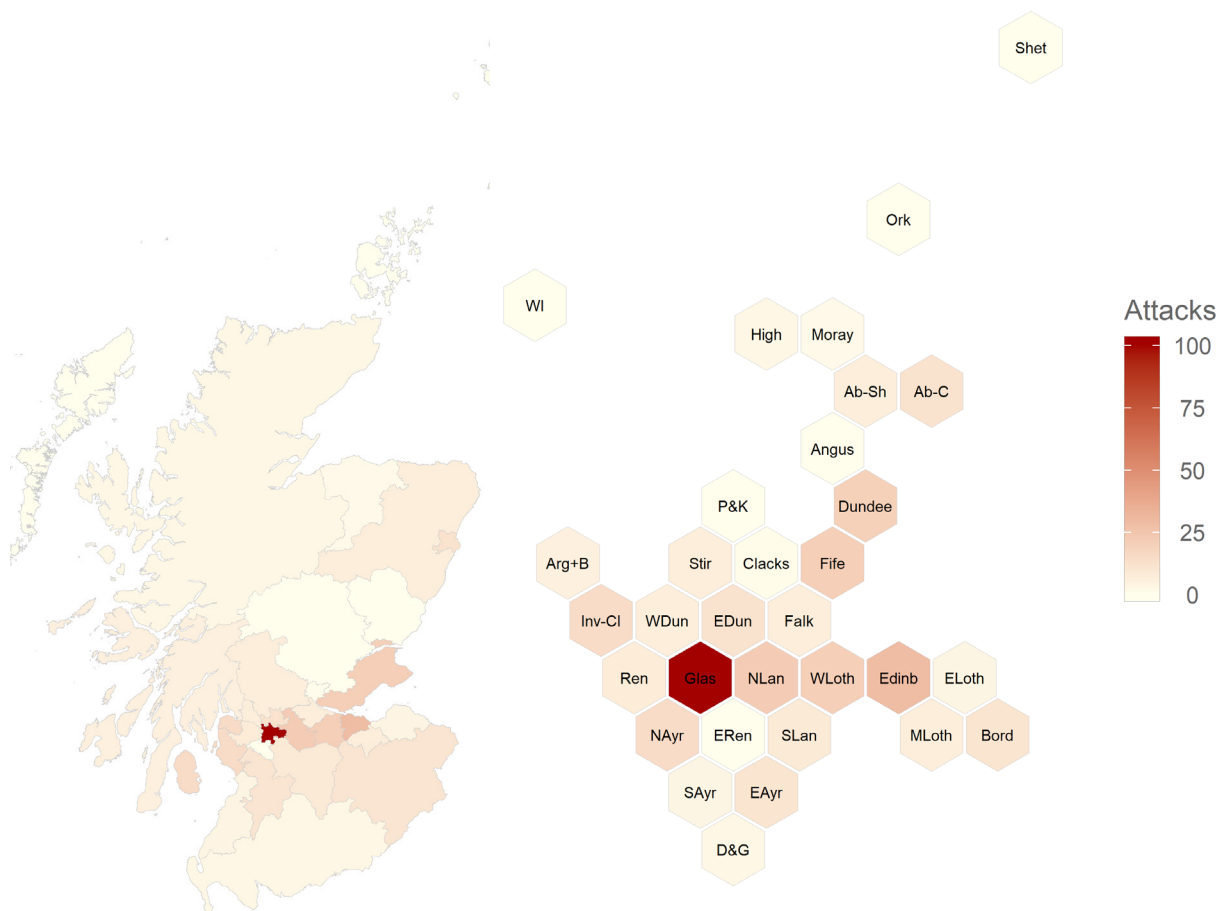 Shet
Ork
WI
High Moray
Ab-Sh Ab-C
Angus
P&K Dundee
Arg+B Stir Clacks Fife
Inv-Cl WDun EDun Falk
Ren Glas NLan WLoth Edinb ELoth
NAyr ERen SLan MLoth Bord
SAyr EAyr
D&G
Attacks
100
75
50
25
0